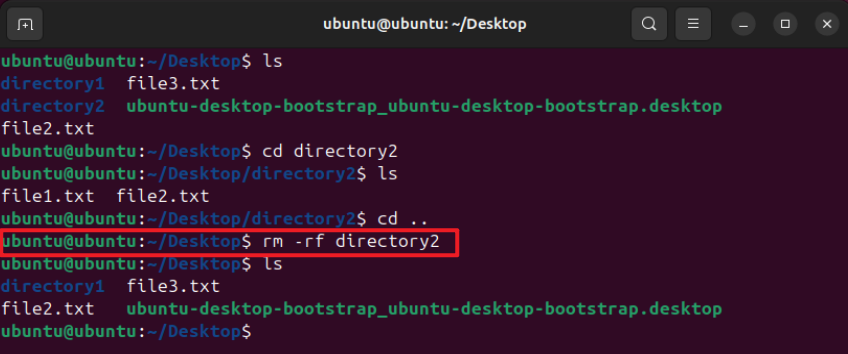 ubuntu@ubuntu: ~/Desktop
ubuntu@ubuntu:~/Desktop$ ls
directory1  file3.txt
directory2  ubuntu-desktop-bootstrap_ubuntu-desktop-bootstrap.desktop
file2.txt
ubuntu@ubuntu:~/Desktop$ cd directory2
ubuntu@ubuntu:~/Desktop/directory2$ ls
file1.txt  file2.txt
ubuntu@ubuntu:~/Desktop/directory2$ cd ..
ubuntu@ubuntu:~/Desktop$ rm -rf directory2
ubuntu@ubuntu:~/Desktop$ ls
directory1  file3.txt
file2.txt   ubuntu-desktop-bootstrap_ubuntu-desktop-bootstrap.desktop
ubuntu@ubuntu:~/Desktop$